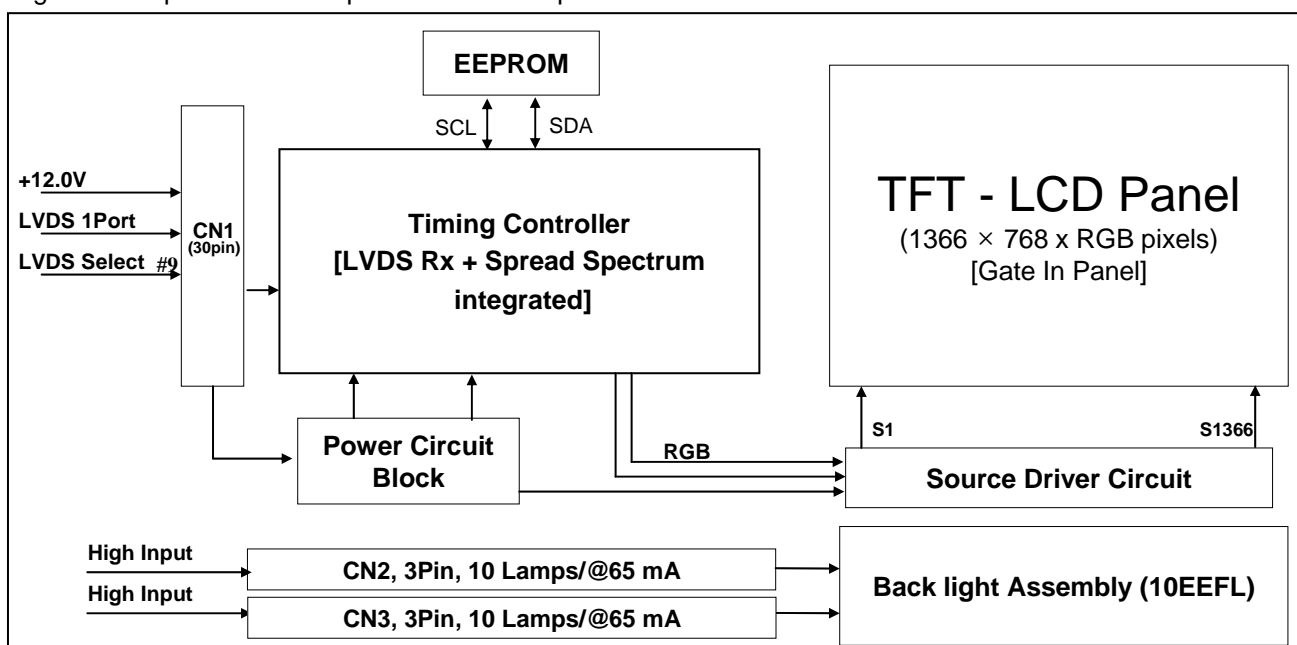 EEPROM
SCL
SDA
+12.0V
LVDS 1Port
LVDS Select #9
CN1
(30pin)
Timing Controller
[LVDS Rx + Spread Spectrum
integrated]
TFT - LCD Panel
(1366 × 768 x RGB pixels)
[Gate In Panel]
S1
S1366
Power Circuit
Block
RGB
Source Driver Circuit
High Input
CN2, 3Pin, 10 Lamps/@65 mA
High Input
CN3, 3Pin, 10 Lamps/@65 mA
Back light Assembly (10EEFL)